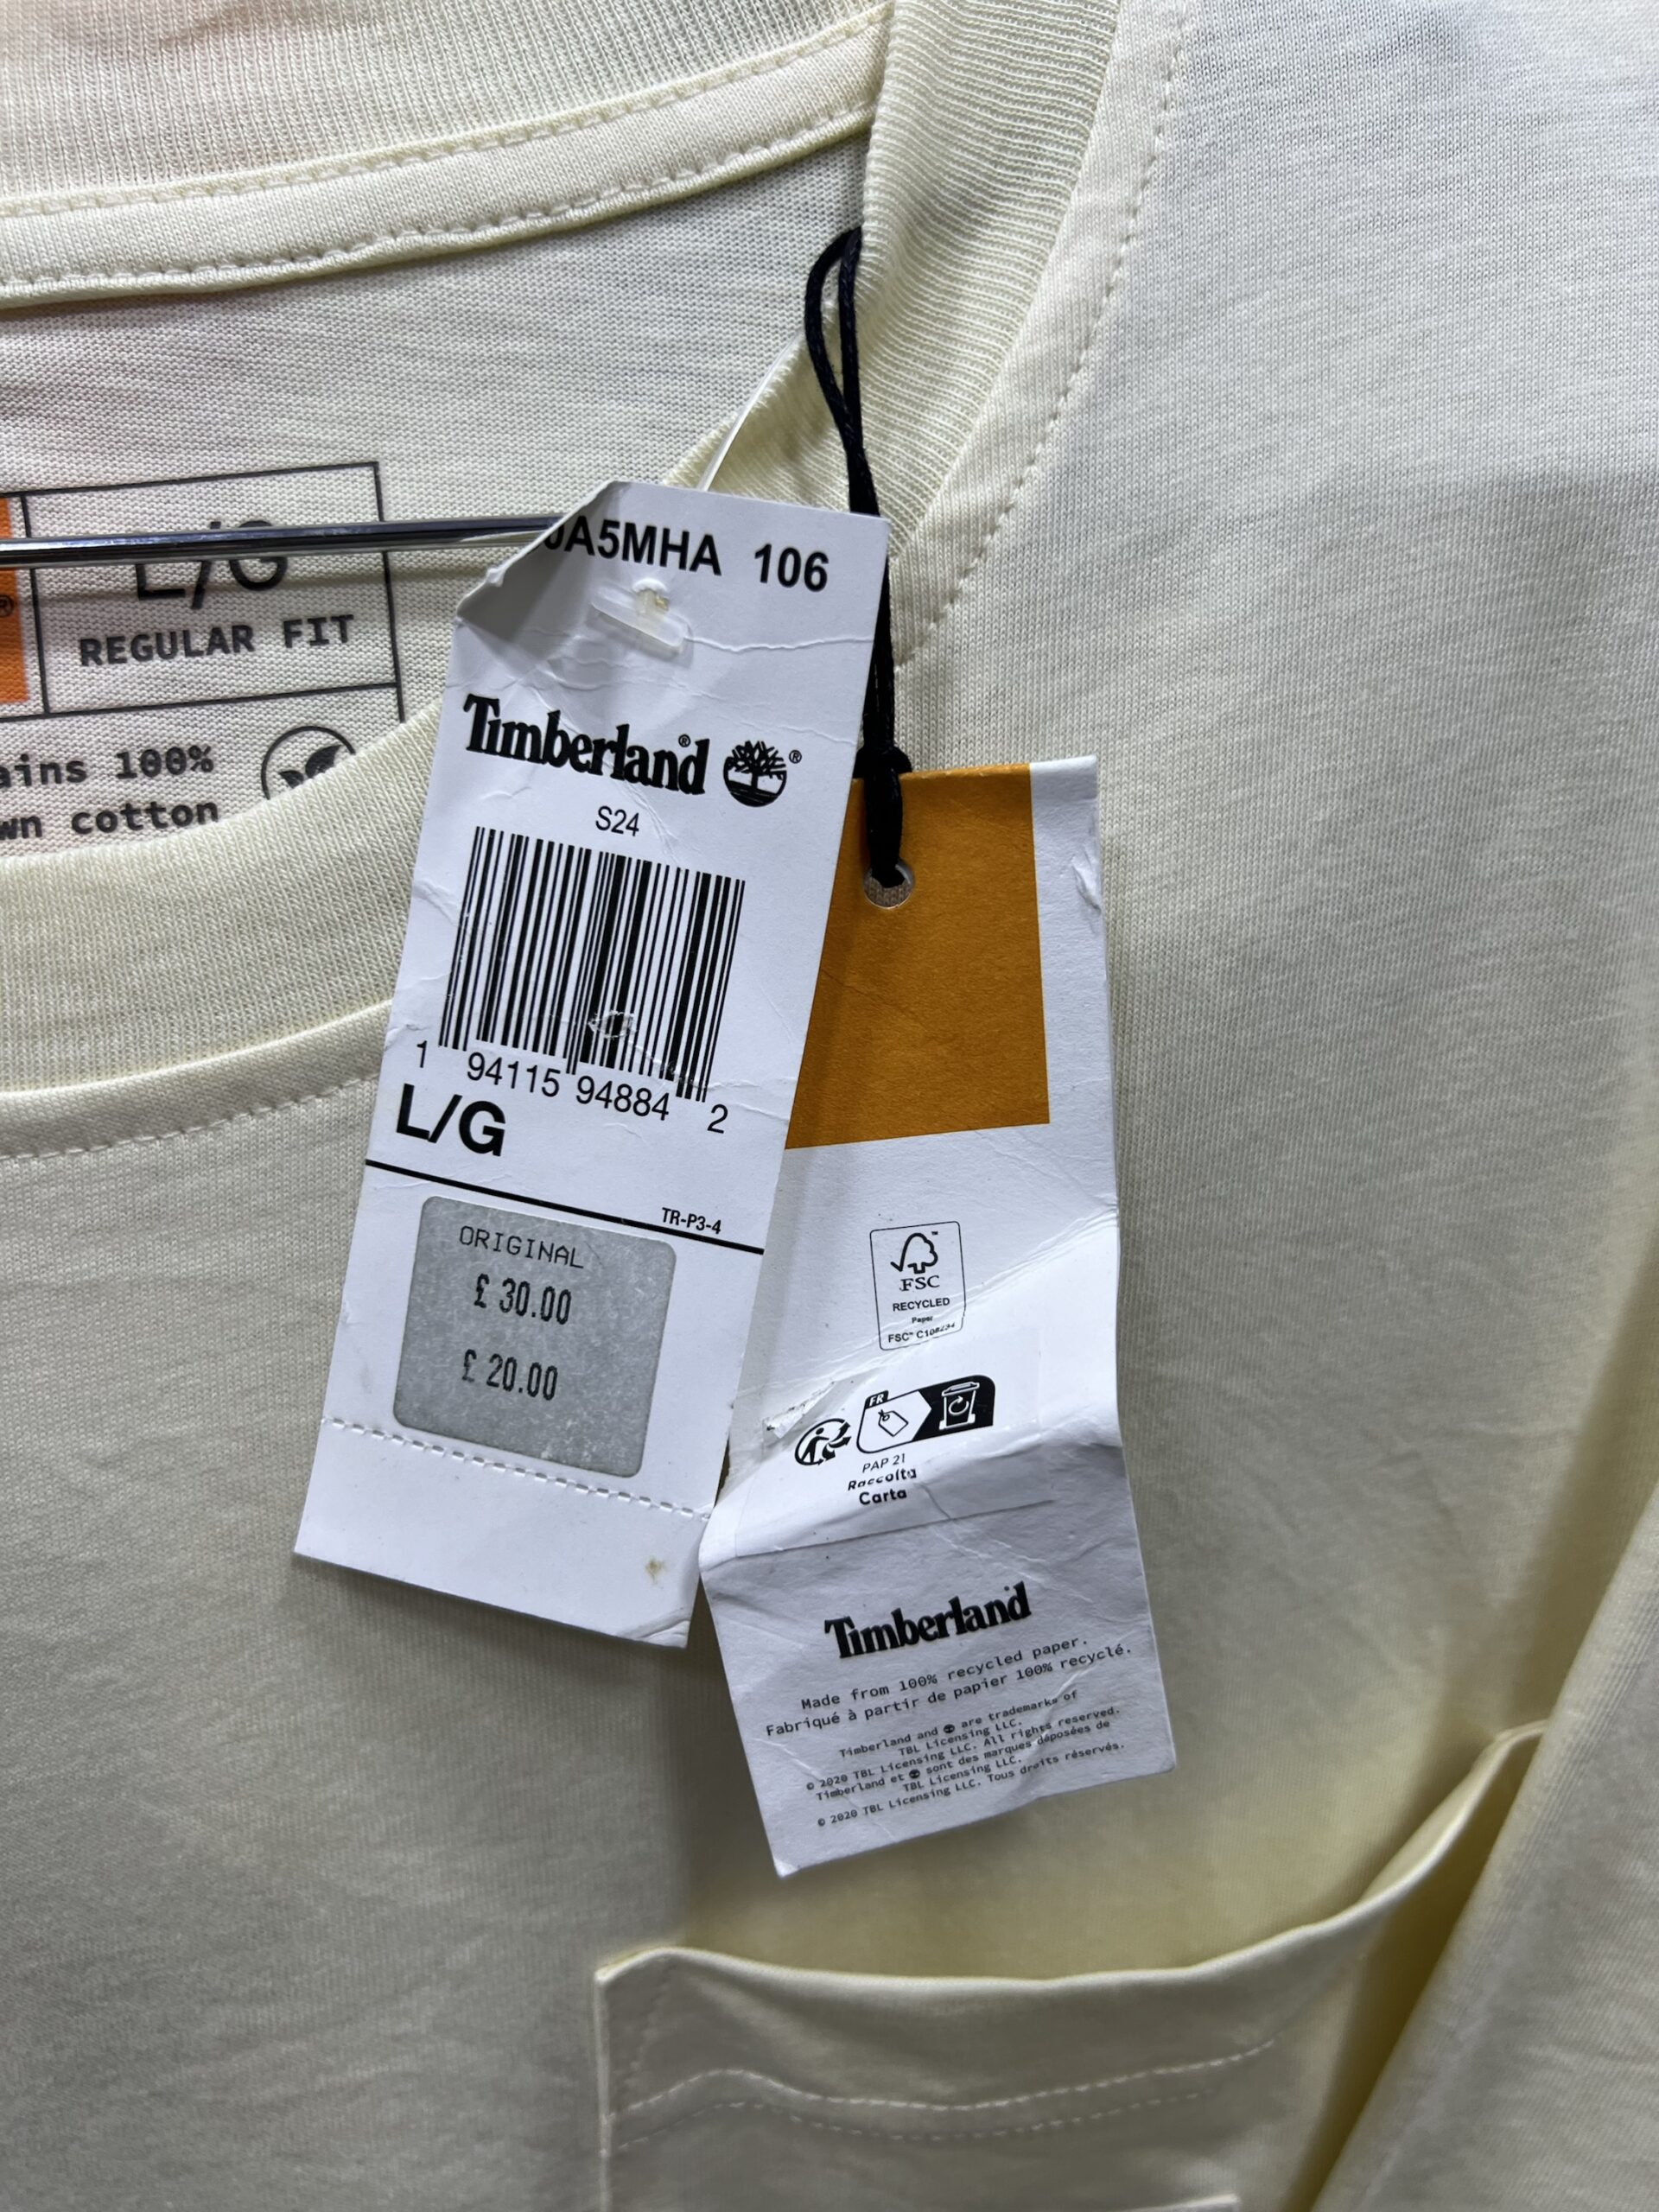 L/G
REGULAR FIT
100%
cotton
A5MHA 106
Timberland® ®
S24
1 94115 94884 2
L/G
TR-P3-4
ORIGINAL
£ 30.00
£ 20.00
FSC™
RECYCLED
Paper
FSC®
FR
PAP 21
Raccolta
Carta
Timberland
Made from 100% recycled paper.
Fabriqué à partir de papier 100% recyclé.
Timberland and are trademarks of
TBL Licensing LLC.
© 2020 TBL Licensing LLC. All rights reserved.
Timberland et sont des marques déposées de
TBL Licensing LLC.
© 2020 TBL Licensing LLC. Tous droits réservés.